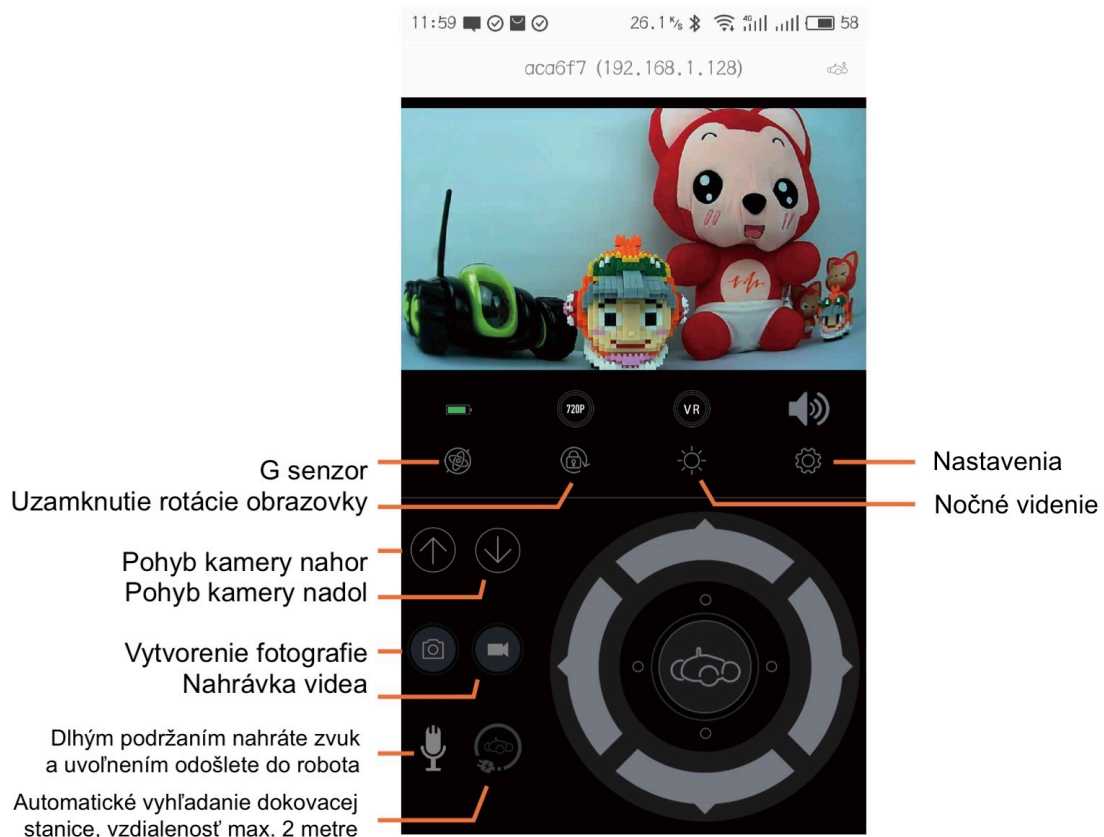 11:59
26.1 K/s 4G 58
aca6f7 (192.168.1.128)
720P
VR
G senzor
Uzamknutie rotácie obrazovky
Nastavenia
Nočné videnie
Pohyb kamery nahor
Pohyb kamery nadol
Vytvorenie fotografie
Nahrávka videa
Dlhým podržaním nahráte zvuk
a uvoľnením odošlete do robota
Automatické vyhľadanie dokovacej
stanice, vzdialenosť max. 2 metre